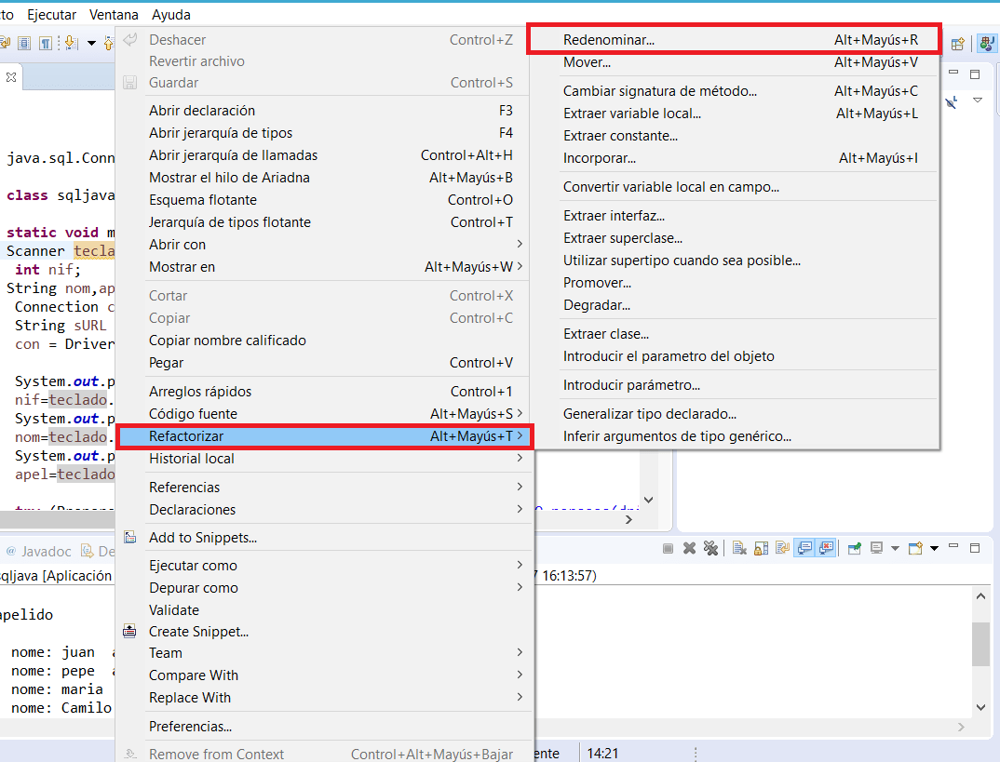 to Ejecutar Ventana Ayuda
java.sql.Conn
class sqljava
static void m
Scanner tecla
int nif;
String nom,ap
Connection c
String sURL
con = Driver
System.out.p
nif=teclado.
System.out.p
nom=teclado.
System.out.p
apel=teclado
Deshacer Control+Z
Revertir archivo
Guardar Control+S
Abrir declaración F3
Abrir jerarquía de tipos F4
Abrir jerarquía de llamadas Control+Alt+H
Mostrar el hilo de Ariadna Alt+Mayús+B
Esquema flotante Control+O
Jerarquía de tipos flotante Control+T
Abrir con
Mostrar en Alt+Mayús+W
Cortar Control+X
Copiar Control+C
Copiar nombre calificado
Pegar Control+V
Arreglos rápidos Control+1
Código fuente Alt+Mayús+S
Refactorizar Alt+Mayús+T
Historial local
Referencias
Declaraciones
Add to Snippets...
Ejecutar como
Depurar como
Validate
Create Snippet...
Team
Compare With
Replace With
Preferencias...
Remove from Context Control+Alt+Mayús+Bajar
Redenominar... Alt+Mayús+R
Mover... Alt+Mayús+V
Cambiar signatura de método... Alt+Mayús+C
Extraer variable local... Alt+Mayús+L
Extraer constante...
Incorporar... Alt+Mayús+I
Convertir variable local en campo...
Extraer interfaz...
Extraer superclase...
Utilizar supertipo cuando sea posible...
Promover...
Degradar...
Extraer clase...
Introducir el parametro del objeto
Introducir parámetro...
Generalizar tipo declarado...
Inferir argumentos de tipo genérico...
@ Javadoc De
sqljava [Aplicación 7 16:13:57)
apelido
nome: juan a
nome: pepe a
nome: maria
nome: Camilo
ente 14:21